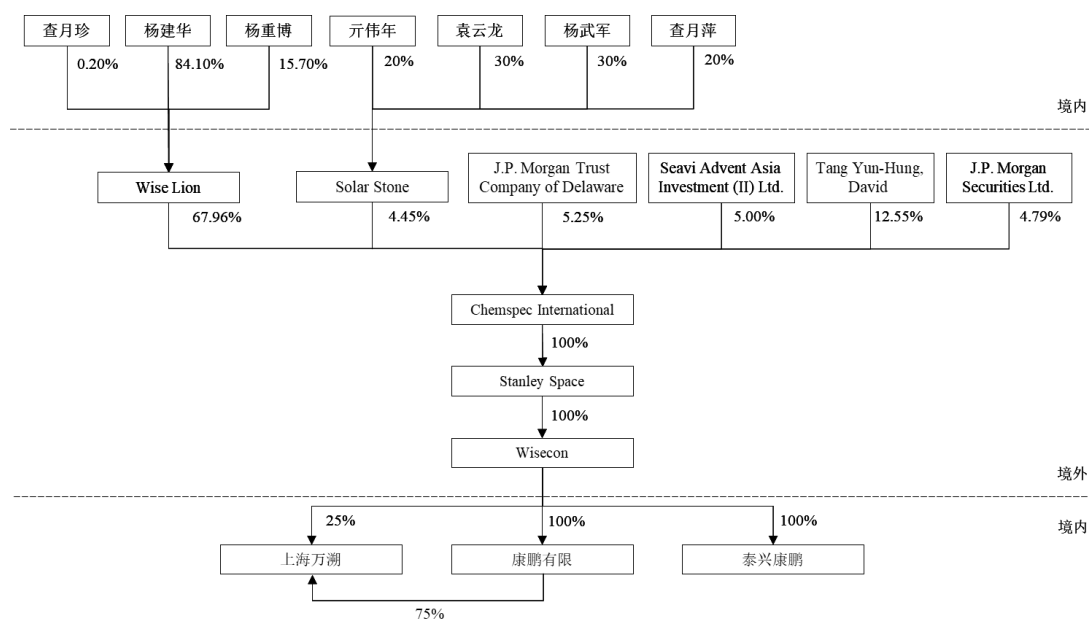 查月珍
杨建华
杨重博
亓伟年
袁云龙
杨武军
查月萍
0.20%
84.10%
15.70%
20%
30%
30%
20%
境内
Wise Lion
Solar Stone
J.P. Morgan Trust
Company of Delaware
Seavi Advent Asia
Investment (II) Ltd.
Tang Yun-Hung,
David
J.P. Morgan
Securities Ltd.
67.96%
4.45%
5.25%
5.00%
12.55%
4.79%
Chemspec International
100%
Stanley Space
100%
Wisecon
境外
境内
25%
100%
100%
上海万溯
康鹏有限
泰兴康鹏
75%